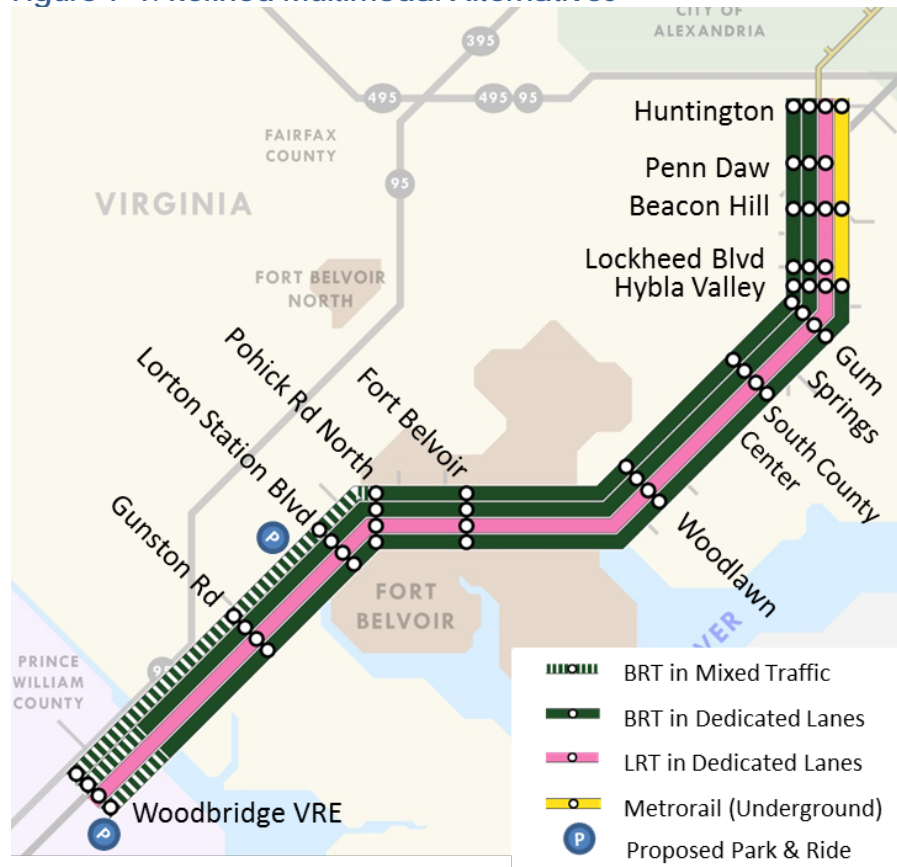 CITY OF
ALEXANDRIA
395
495
495 95
Huntington
FAIRFAX
COUNTY
Penn Daw
95
VIRGINIA
Beacon Hill
Lockheed Blvd
FORT BELVOIR
NORTH
Hybla Valley
Gum
Springs
South County
Center
Woodlawn
Fort Belvoir
Pohick Rd North
Lorton Station Blvd
Gunston Rd
P
FORT
BELVOIR
VER
PRINCE
WILLIAM
COUNTY
95
Woodbridge VRE
P
BRT in Mixed Traffic
BRT in Dedicated Lanes
LRT in Dedicated Lanes
Metrorail (Underground)
P Proposed Park & Ride